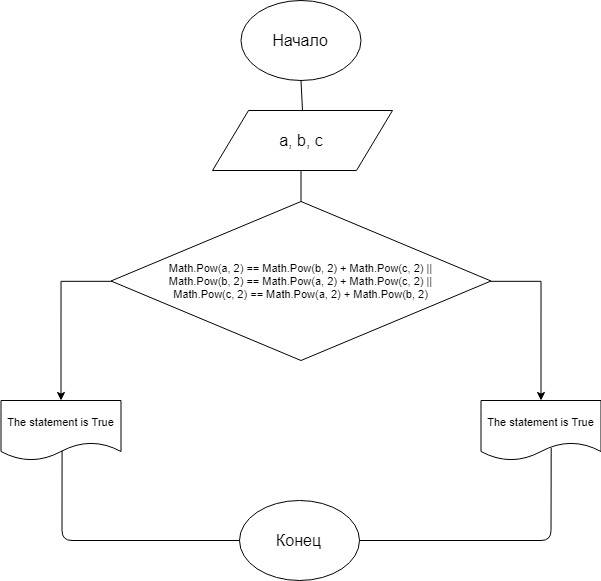 Начало
a, b, c
Math.Pow(a, 2) == Math.Pow(b, 2) + Math.Pow(c, 2) ||
Math.Pow(b, 2) == Math.Pow(a, 2) + Math.Pow(c, 2) ||
Math.Pow(c, 2) == Math.Pow(a, 2) + Math.Pow(b, 2)
The statement is True
The statement is True
Конец